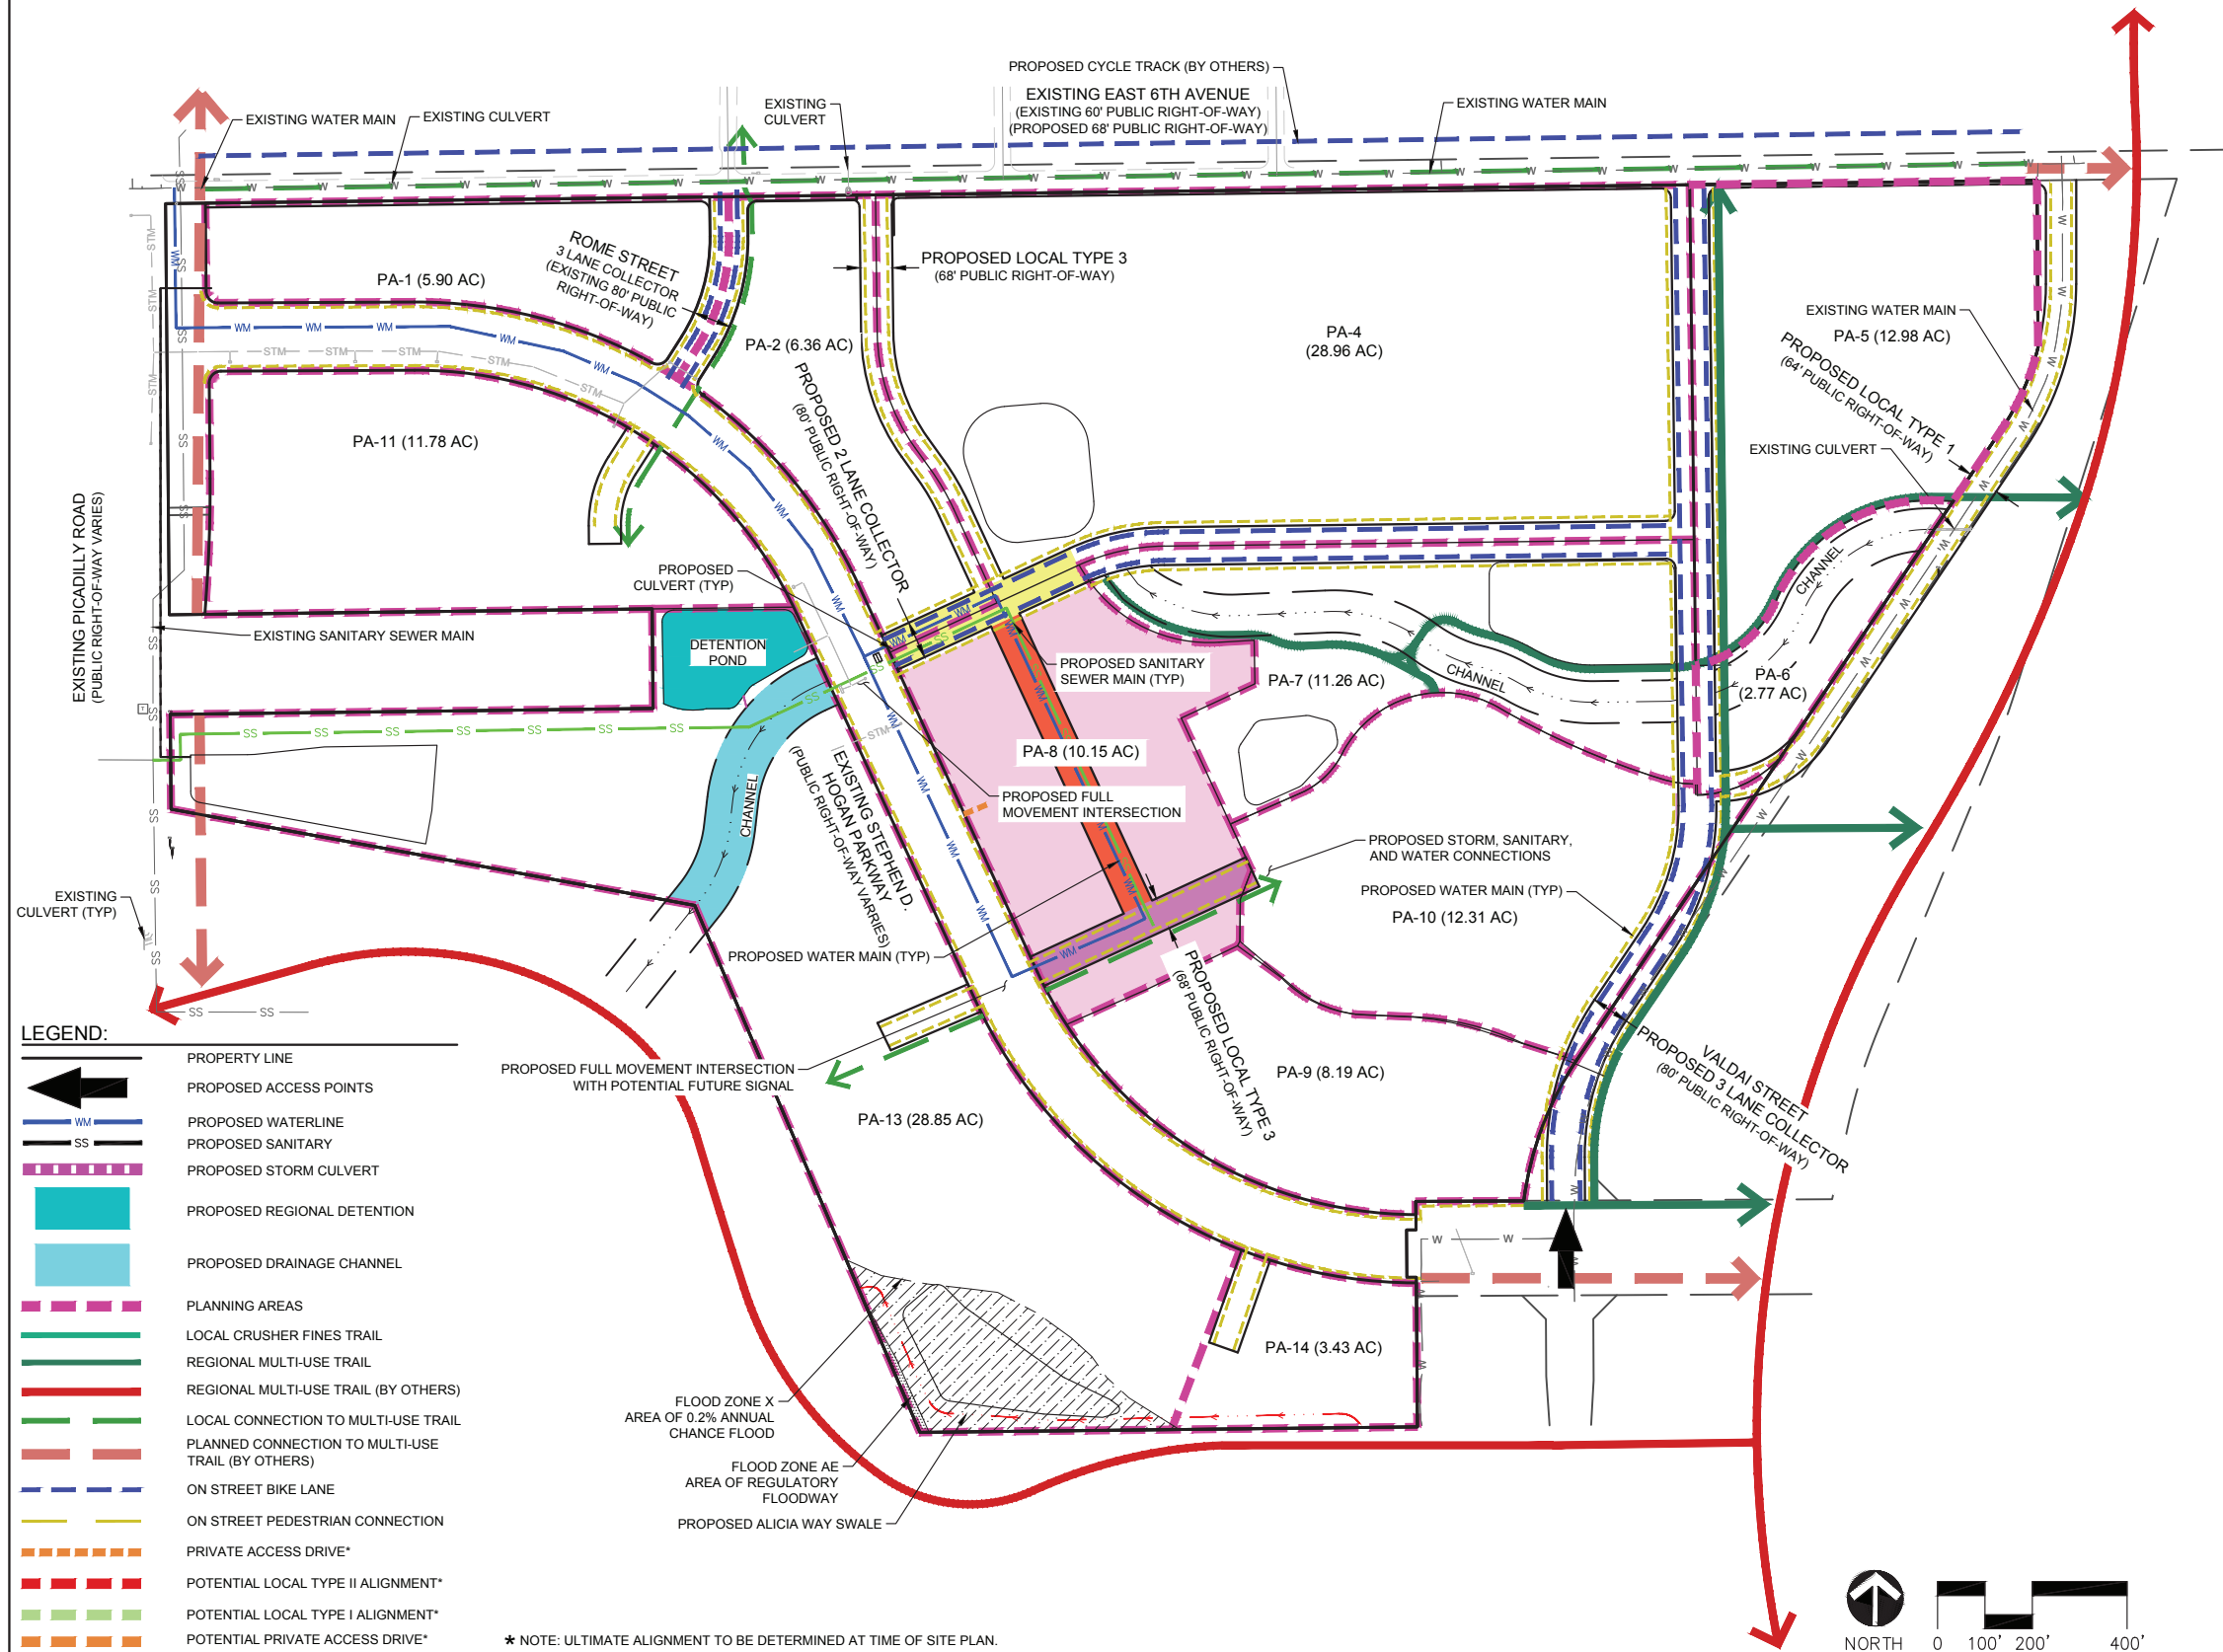 PROPOSED CYCLE TRACK (BY OTHERS)
EXISTING EAST 6TH AVENUE
(EXISTING 60' PUBLIC RIGHT-OF-WAY)
(PROPOSED 68' PUBLIC RIGHT-OF-WAY)
EXISTING WATER MAIN
EXISTING CULVERT
EXISTING
CULVERT
EXISTING WATER MAIN
ROME STREET
3 LANE COLLECTOR
(EXISTING 80' PUBLIC
RIGHT-OF-WAY)
PROPOSED LOCAL TYPE 3
(68' PUBLIC RIGHT-OF-WAY)
PA-1 (5.90 AC)
PA-2 (6.36 AC)
PA-4
(28.96 AC)
EXISTING WATER MAIN
PA-5 (12.98 AC)
PROPOSED LOCAL TYPE 1
(64' PUBLIC RIGHT-OF-WAY)
EXISTING CULVERT
PA-11 (11.78 AC)
PROPOSED 2 LANE COLLECTOR
(80' PUBLIC RIGHT-OF-WAY)
EXISTING PICADILLY ROAD
(PUBLIC RIGHT-OF-WAY VARIES)
PROPOSED
CULVERT (TYP)
EXISTING SANITARY SEWER MAIN
DETENTION
POND
PROPOSED SANITARY
SEWER MAIN (TYP)
PA-7 (11.26 AC)
CHANNEL
CHANNEL
PA-6
(2.77 AC)
PA-8 (10.15 AC)
PROPOSED FULL
MOVEMENT INTERSECTION
CHANNEL
EXISTING STEPHEN D.
HOGAN PARKWAY
(PUBLIC RIGHT-OF-WAY VARRIES)
PROPOSED STORM, SANITARY,
AND WATER CONNECTIONS
PROPOSED WATER MAIN (TYP)
PA-10 (12.31 AC)
EXISTING
CULVERT (TYP)
PROPOSED WATER MAIN (TYP)
PROPOSED LOCAL TYPE 3
(68' PUBLIC RIGHT-OF-WAY)
PROPOSED FULL MOVEMENT INTERSECTION
WITH POTENTIAL FUTURE SIGNAL
PA-9 (8.19 AC)
VALDAI STREET
PROPOSED 3 LANE COLLECTOR
(80' PUBLIC RIGHT-OF-WAY)
PA-13 (28.85 AC)
PA-14 (3.43 AC)
FLOOD ZONE X
AREA OF 0.2% ANNUAL
CHANCE FLOOD
FLOOD ZONE AE
AREA OF REGULATORY
FLOODWAY
PROPOSED ALICIA WAY SWALE
LEGEND:
PROPERTY LINE
PROPOSED ACCESS POINTS
WM PROPOSED WATERLINE
SS PROPOSED SANITARY
PROPOSED STORM CULVERT
PROPOSED REGIONAL DETENTION
PROPOSED DRAINAGE CHANNEL
PLANNING AREAS
LOCAL CRUSHER FINES TRAIL
REGIONAL MULTI-USE TRAIL
REGIONAL MULTI-USE TRAIL (BY OTHERS)
LOCAL CONNECTION TO MULTI-USE TRAIL
PLANNED CONNECTION TO MULTI-USE
TRAIL (BY OTHERS)
ON STREET BIKE LANE
ON STREET PEDESTRIAN CONNECTION
PRIVATE ACCESS DRIVE*
POTENTIAL LOCAL TYPE II ALIGNMENT*
POTENTIAL LOCAL TYPE I ALIGNMENT*
POTENTIAL PRIVATE ACCESS DRIVE*
* NOTE: ULTIMATE ALIGNMENT TO BE DETERMINED AT TIME OF SITE PLAN.
NORTH
0 100' 200' 400'